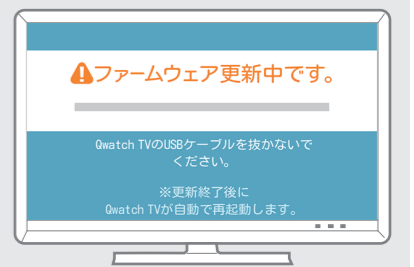 ファームウェア更新中です。
Qwatch TVのUSBケーブルを抜かないで
ください。
※更新終了後に
Qwatch TVが自動で再起動します。